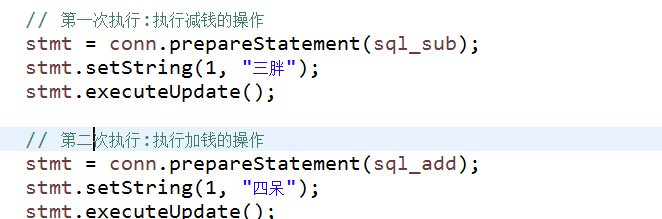 // 第一次执行:执行减钱的操作
stmt = conn.prepareStatement(sql_sub);
stmt.setString(1, "三胖");
stmt.executeUpdate();
// 第二次执行:执行加钱的操作
stmt = conn.prepareStatement(sql_add);
stmt.setString(1, "四呆");
stmt.executeUpdate();